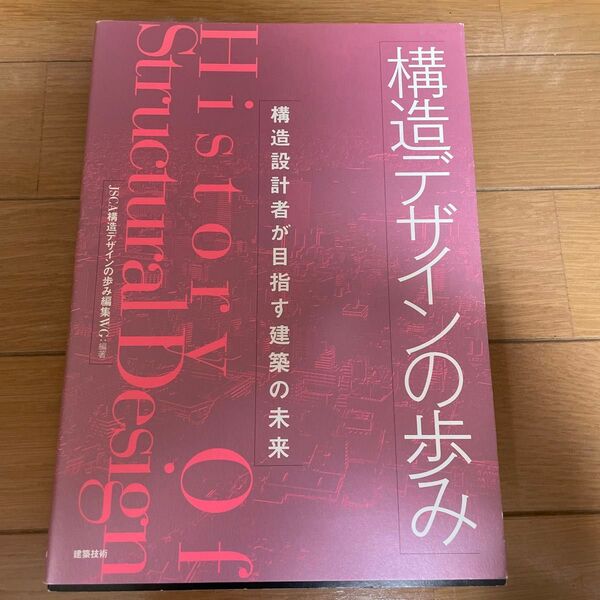 構造デザインの歩み
構造設計者が目指す建築の未来
History Of
Structural Design
JSCA構造デザインの歩み編集WG:編著
建築技術